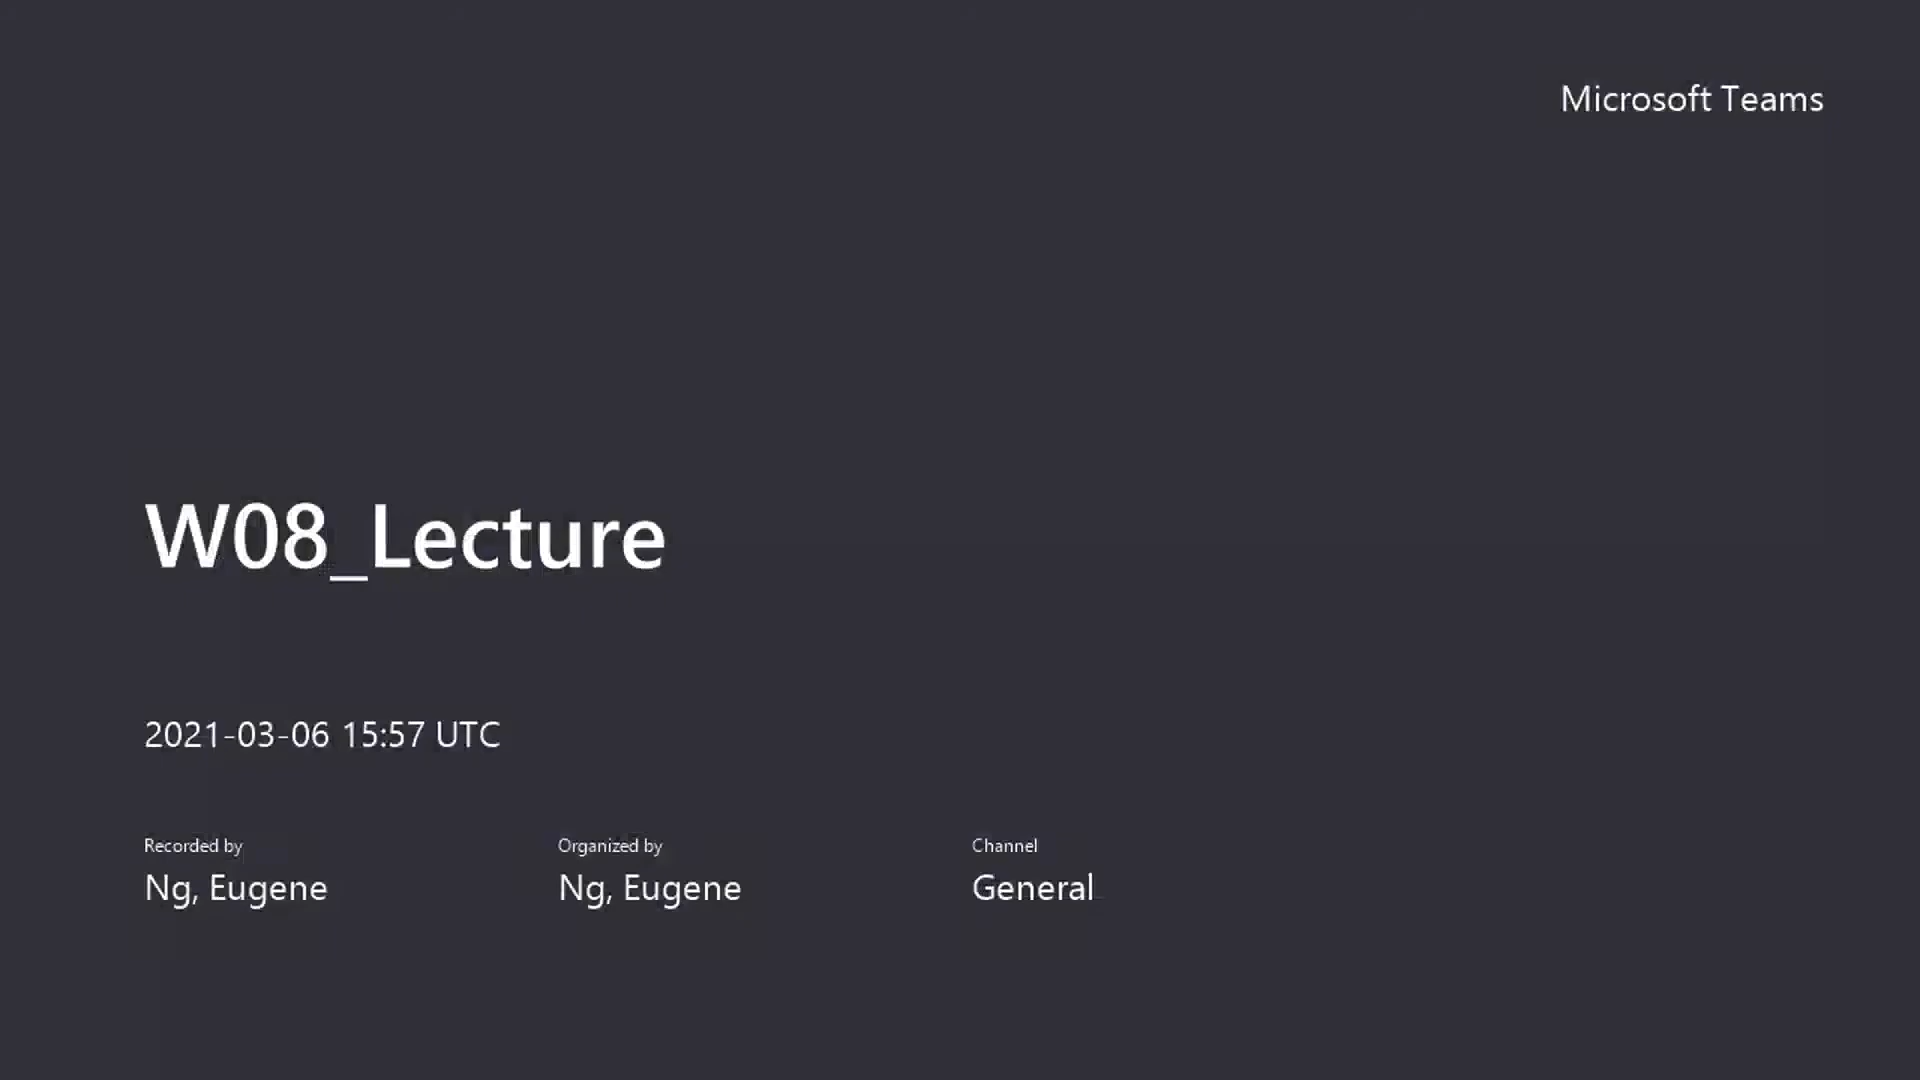 Microsoft Teams
W08_Lecture
2021-03-06 15:57 UTC
Recorded by
Ng, Eugene
Organized by
Ng, Eugene
Channel
General